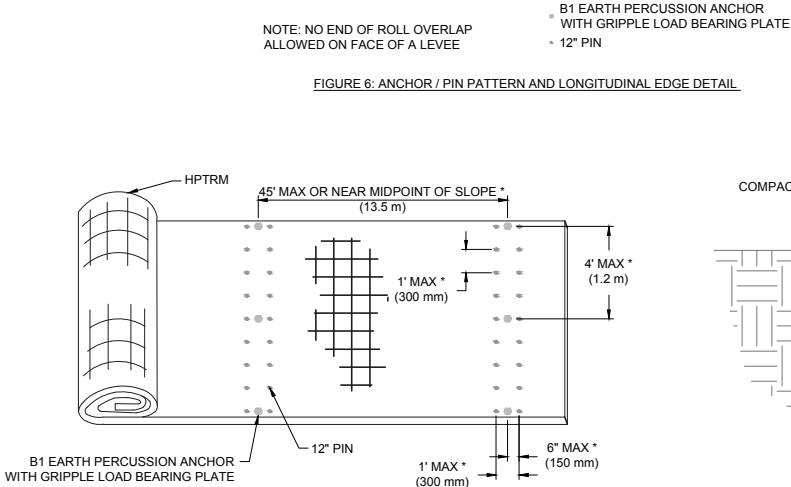 B1 EARTH PERCUSSION ANCHOR
WITH GRIPPLE LOAD BEARING PLATE
12" PIN
NOTE: NO END OF ROLL OVERLAP
ALLOWED ON FACE OF A LEVEE
FIGURE 6: ANCHOR / PIN PATTERN AND LONGITUDINAL EDGE DETAIL
HPTRM
45' MAX OR NEAR MIDPOINT OF SLOPE *
(13.5 m)
COMPAC
1' MAX *
(300 mm)
4' MAX *
(1.2 m)
12" PIN
B1 EARTH PERCUSSION ANCHOR
WITH GRIPPLE LOAD BEARING PLATE
6" MAX *
(150 mm)
1' MAX *
(300 mm)